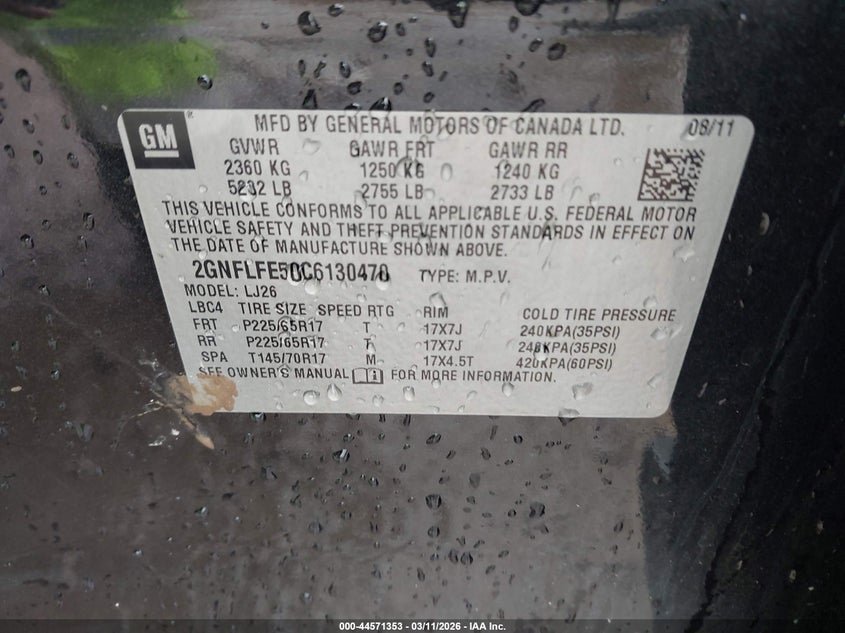 GM
MFD BY GENERAL MOTORS OF CANADA LTD. 08/11
GVWR GAWR FRT GAWR RR
2360 KG 1250 KG 1240 KG
5202 LB 2755 LB 2733 LB
THIS VEHICLE CONFORMS TO ALL APPLICABLE U.S. FEDERAL MOTOR
VEHICLE SAFETY AND THEFT PREVENTION STANDARDS IN EFFECT ON
THE DATE OF MANUFACTURE SHOWN ABOVE.
2GNFLFE50C6130470 TYPE: M.P.V.
MODEL: LJ26
LBC4 TIRE SIZE SPEED RTG RIM COLD TIRE PRESSURE
FRT P225/65R17 T 17X7J 240KPA(35PSI)
RR P225/65R17 T 17X7J 240KPA(35PSI)
SPA T145/70R17 M 17X4.5T 420KPA(60PSI)
SEE OWNER'S MANUAL FOR MORE INFORMATION.
000-44571353 - 03/11/2026 - IAA Inc.